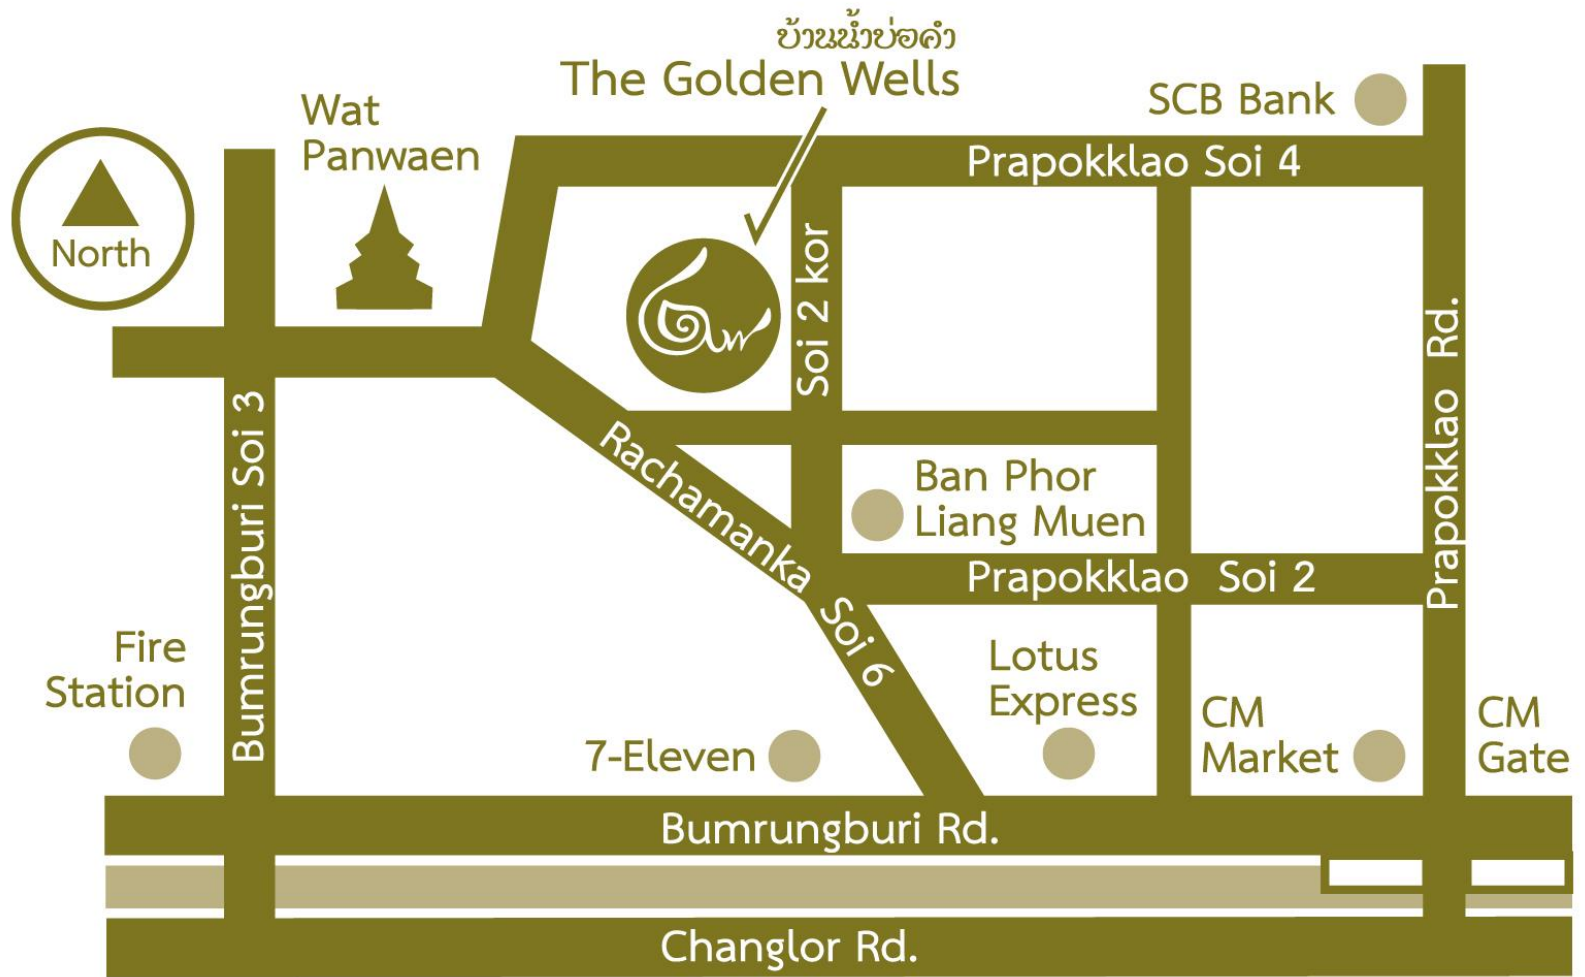 บ้านน้ำบ่อคำ
The Golden Wells
SCB Bank
Wat
Panwaen
Prapokklao Soi 4
North
Soi 2 kor
Prapokklao Rd.
Bumrungburi Soi 3
Rachamanka Soi 6
Ban Phor
Liang Muen
Prapokklao Soi 2
Fire
Station
Lotus
Express
7-Eleven
CM
Market
CM
Gate
Bumrungburi Rd.
Changlor Rd.